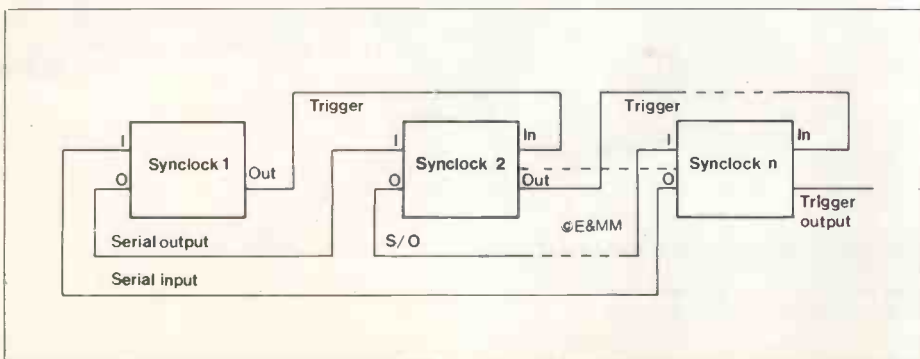 Trigger
Trigger
I
In
I
In
Synclock 1
Synclock 2
Synclock n
O
Out
O
Out
O
Trigger
output
©E&MM
Serial output
S/O
Serial input